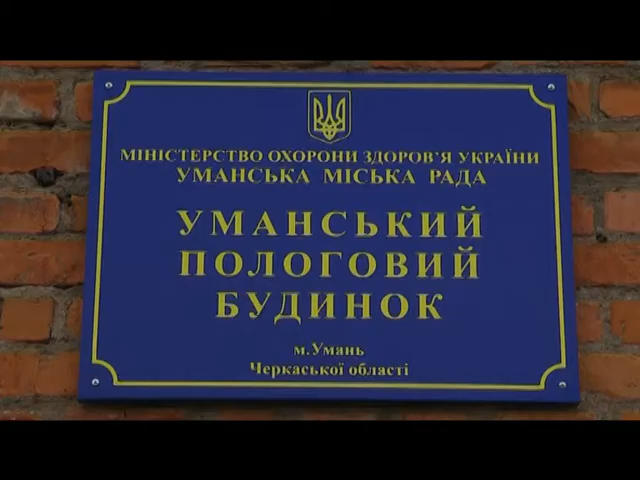 МІНІСТЕРСТВО ОХОРОНИ ЗДОРОВ'Я УКРАЇНИ
УМАНСЬКА МІСЬКА РАДА
УМАНСЬКИЙ
ПОЛОГОВИЙ
БУДИНОК
м.Умань
Черкаської області